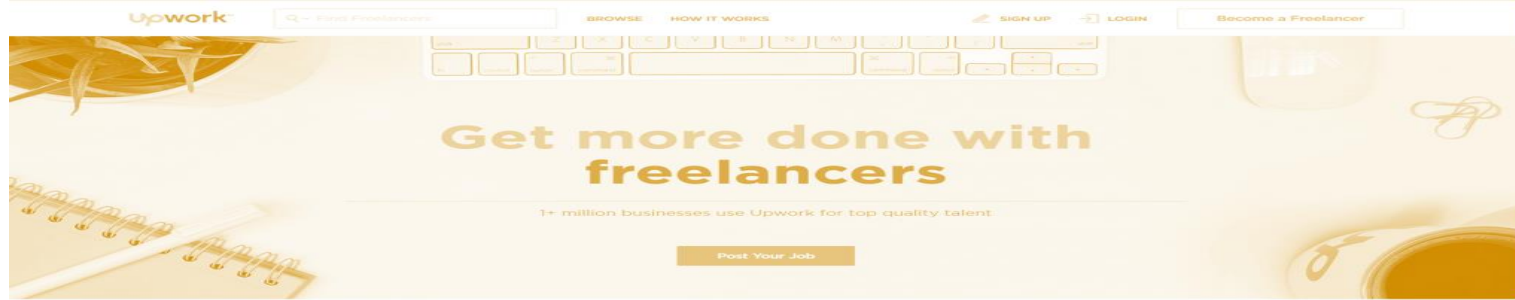 Upwork
Find Freelancers
BROWSE HOW IT WORKS
SIGN UP LOGIN
Become a Freelancer
Z X C V B N M
Get more done with
freelancers
1+ million businesses use Upwork for top quality talent
Post Your Job